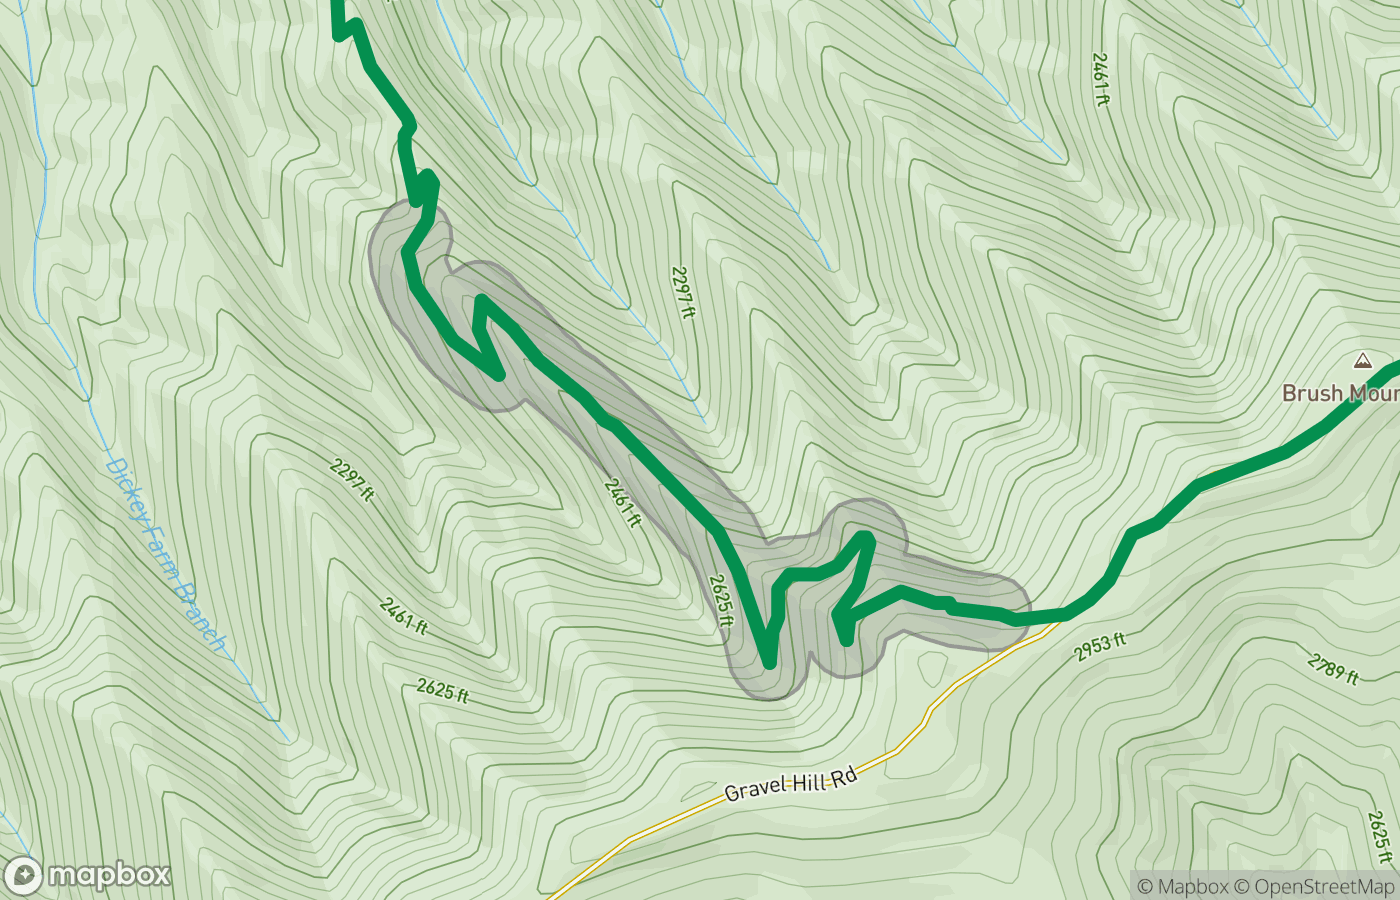 2461 ft
2297 ft
Brush Moun
2297 ft
2461 ft
Dickey Farm Branch
2625 ft
2461 ft
2953 ft
2789 ft
2625 ft
Gravel Hill Rd
2625 ft
mapbox
© Mapbox © OpenStreetMap